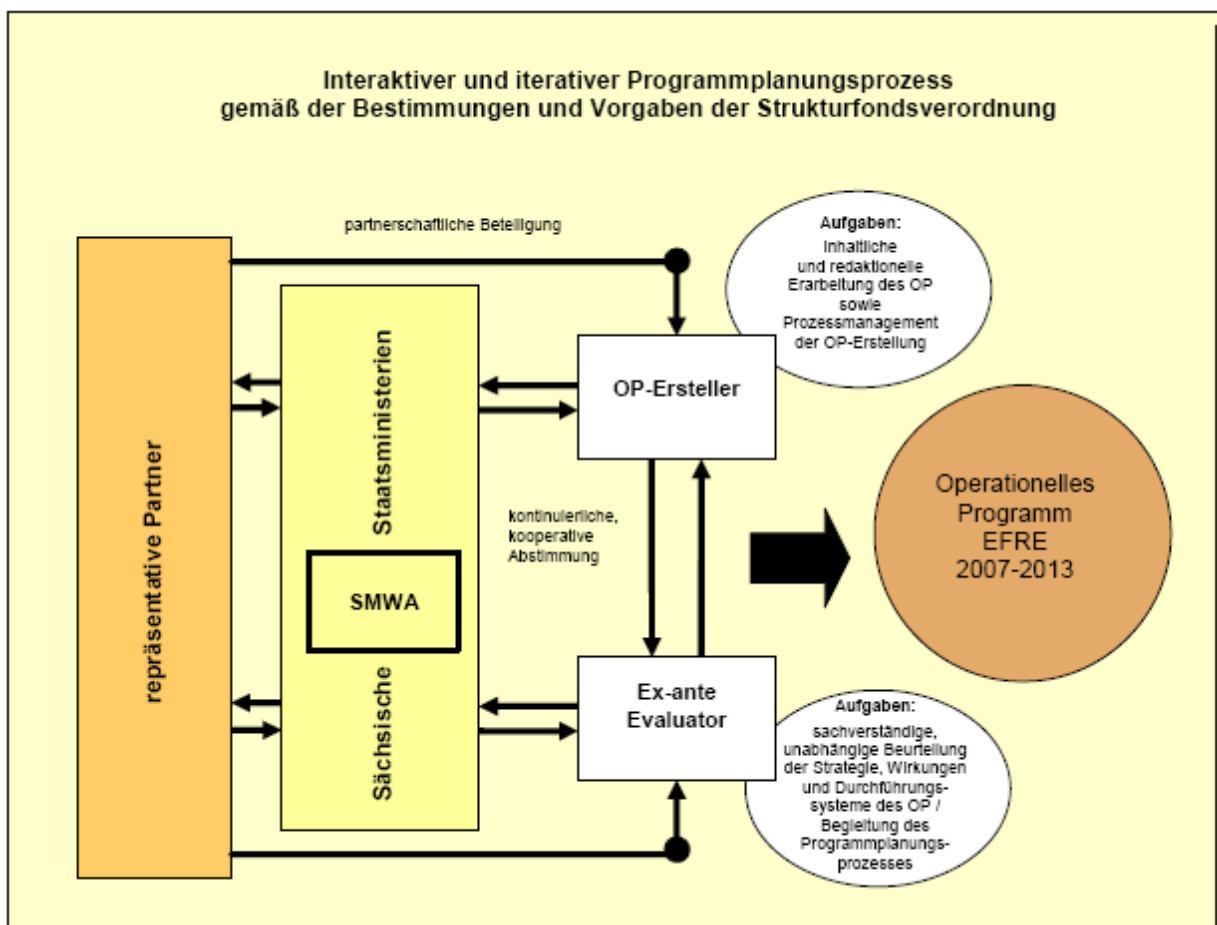 Interaktiver und iterativer Programmplanungsprozess
gemäß der Bestimmungen und Vorgaben der Strukturfondsverordnung
partnerschaftliche Beteiligung
Aufgaben:
Inhaltliche
und redaktionelle
Erarbeitung des OP
sowie
Prozessmanagement
der OP-Erstellung
repräsentative Partner
Sächsische Staatsministerien
SMWA
OP-Ersteller
kontinuierliche,
kooperative
Abstimmung
Operationelles
Programm
EFRE
2007-2013
Ex-ante
Evaluator
Aufgaben:
sachverständige,
unabhängige Beurteilung
der Strategie, Wirkungen
und Durchführungs-
systeme des OP /
Begleitung des
Programmplanungs-
prozesses